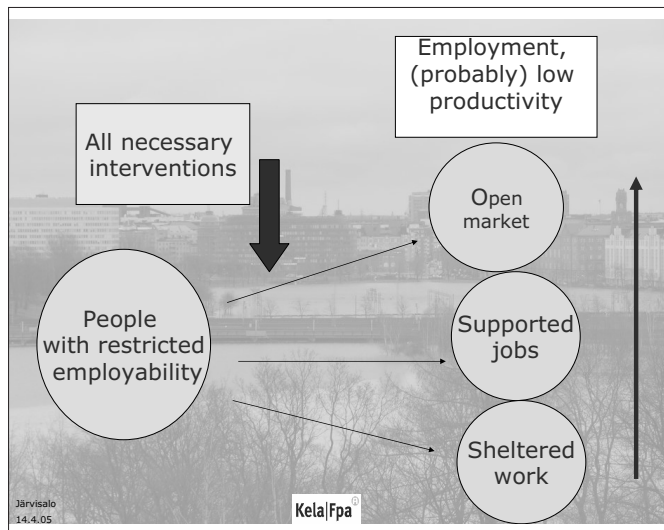 Employment,
(probably) low
productivity
All necessary
interventions
Open
market
People
with restricted
employability
Supported
jobs
Sheltered
work
Järvisalo
14.4.05
Kela|Fpa®